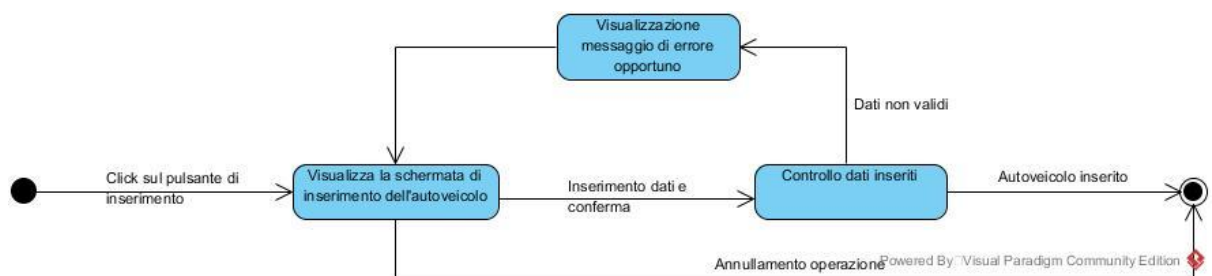 Visualizzazione
messaggio di errore
opportuno
Dati non validi
Click sul pulsante di
inserimento
Visualizza la schermata di
inserimento dell'autoveicolo
Inserimento dati e
conferma
Controllo dati inseriti
Autoveicolo inserito
Annullamento operazione
Powered By Visual Paradigm Community Edition